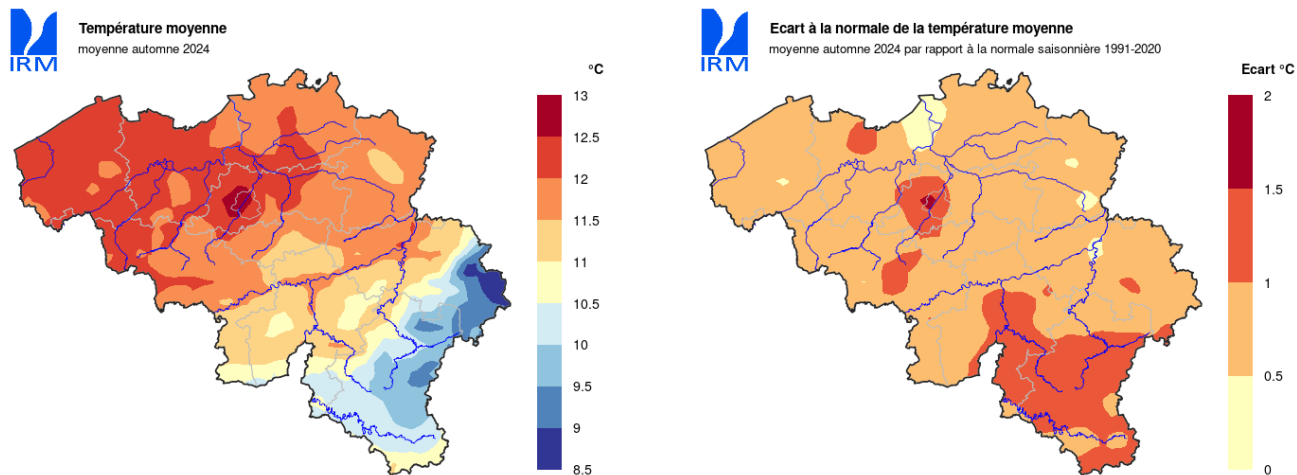 Température moyenne
moyenne automne 2024
IRM
°C
13
12.5
12
11.5
11
10.5
10
9.5
9
8.5
Ecart à la normale de la température moyenne
moyenne automne 2024 par rapport à la normale saisonnière 1991-2020
IRM
Ecart °C
2
1.5
1
0.5
0